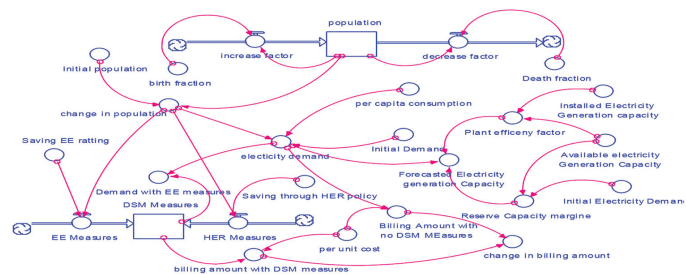 population
increase factor
decrease factor
Initial population
birth fraction
Death fraction
change in population
per capita consumption
Installed Electricity
Generation capacity
Plant efficeny factor
Saving EE ratting
Initial Demand
electicity demand
Available electricity
Generation Capacity
Forecasted Electricity
generation Capacity
Demand with EE measures
DSM Measures
Saving through HER policy
Initial Electricity Demand
Reserve Capacity margine
EE Measures
HER Measures
Billing Amount with
no DSM MEasures
per unit cost
change in billing amount
billing amount with DSM measures